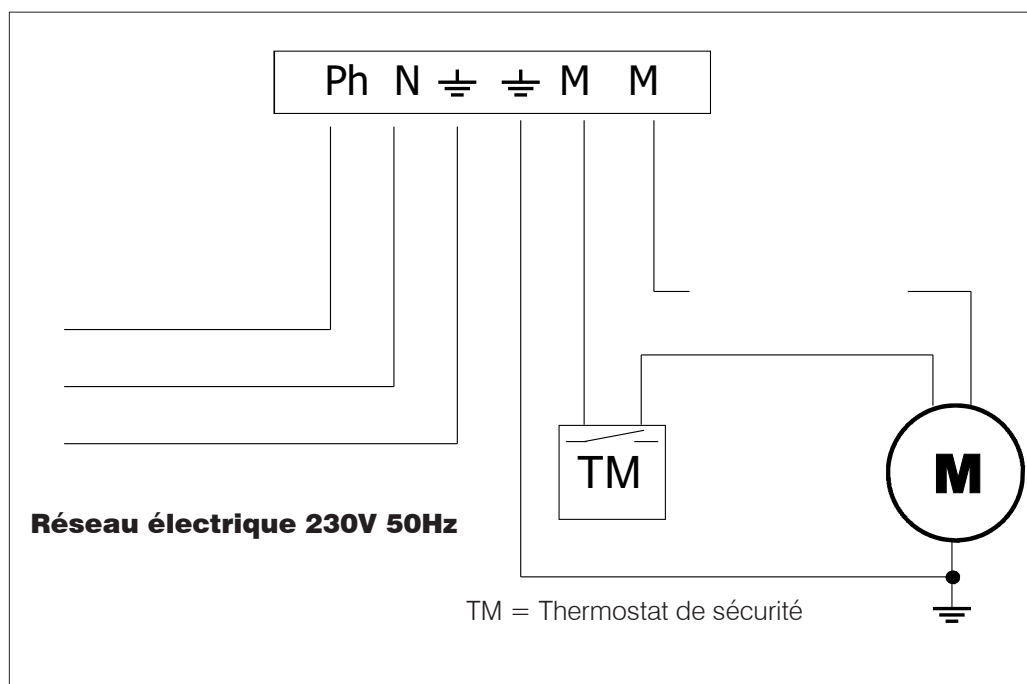 Ph N ⏚ ⏚ M M
TM
M
Réseau électrique 230V 50Hz
TM = Thermostat de sécurité